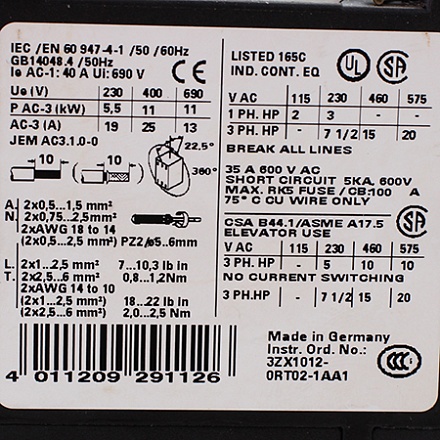 IEC /EN 60 947-4-1 /50 /60Hz
GB14048.4 /50Hz
Ie AC-1: 40 A Ui: 690 V
CE
Ue (V) 230 400 690
P AC-3 (kW) 5,5 11 11
AC-3 (A) 19 25 13
JEM AC3.1.0-0
10 10 22,5° 360°
A. 2x0,5...1,5 mm²
N. 2x0,75...2,5mm²
2xAWG 18 to 14
(2x0,5...2,5 mm²) PZ2/ø5...6mm
L. 2x1...2,5 mm² 7...10,3 lb in
T. 2x2,5...6 mm² 0,8...1,2Nm
2xAWG 14 to 10
(2x1...2,5 mm²) 18...22 lb in
(2x2,5...6 mm²) 2,0...2,5 Nm
4 011209 291126
LISTED 165C
IND. CONT. EQ
UL SA
V AC 115 230 460 575
1 PH. HP 2 3 - -
3 PH. HP - 7 1/2 15 20
BREAK ALL LINES
35 A 600 V AC
SHORT CIRCUIT 5KA, 600V
MAX. RK5 FUSE / CB:100 A
75° C CU WIRE ONLY
CSA B44.1/ASME A17.5
ELEVATOR USE
SA
V AC 115 230 460 575
3 PH.HP - 5 10 10
NO CURRENT SWITCHING
3 PH.HP - 7 1/2 15 20
Made in Germany
Instr. Ord. No.:
3ZX1012-
0RT02-1AA1
CCC